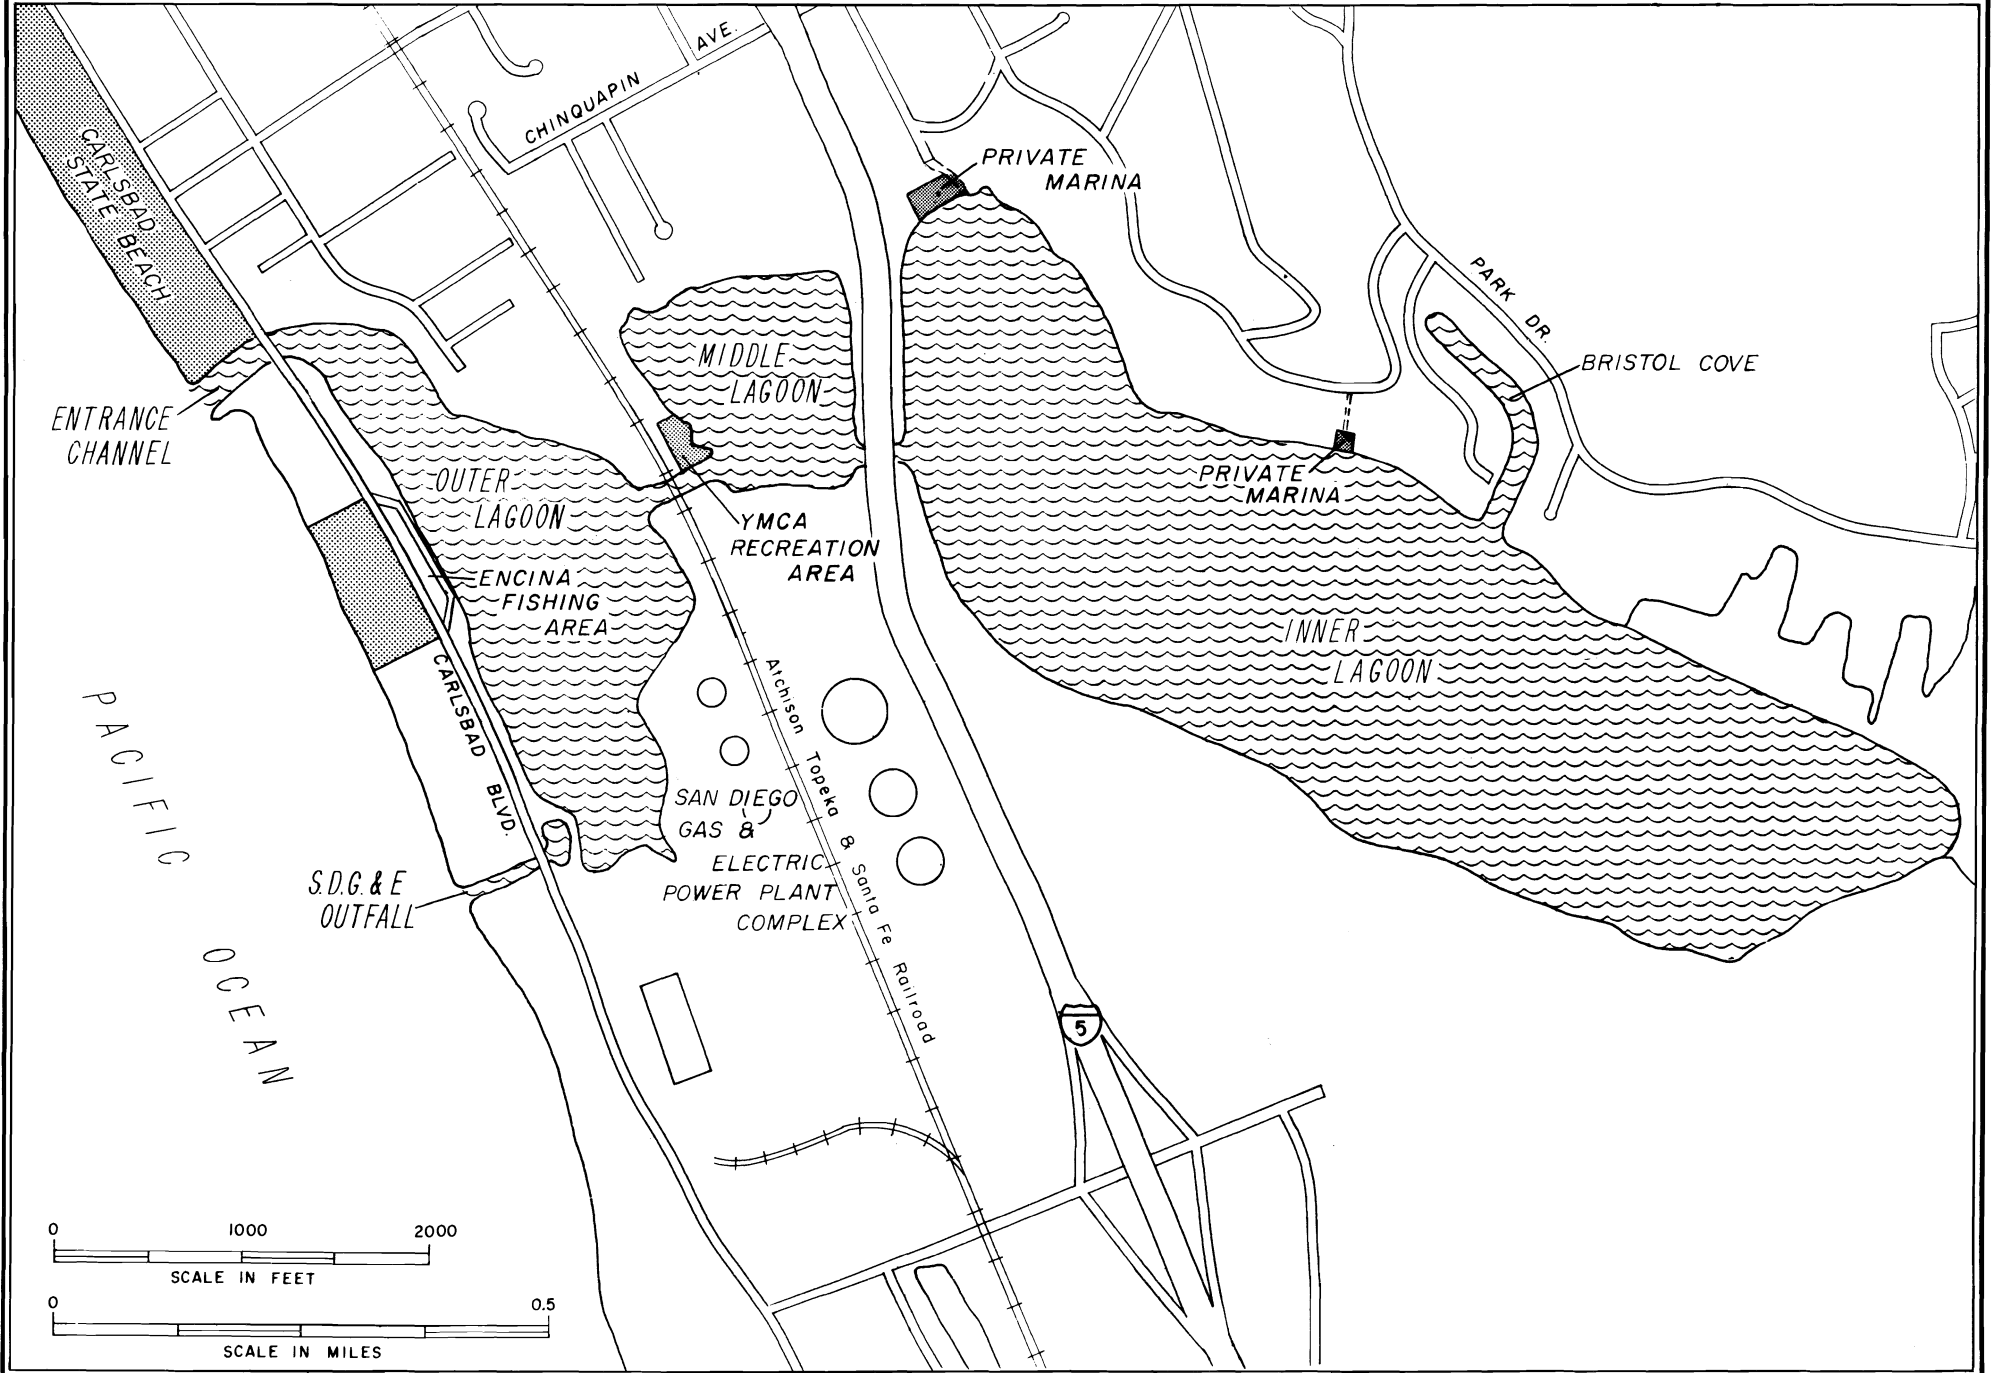 CHINQUAPIN AVE.
CARLSBAD
STATE BEACH
PRIVATE
MARINA
PARK DR.
BRISTOL COVE
MIDDLE
LAGOON
ENTRANCE
CHANNEL
OUTER
LAGOON
PRIVATE
MARINA
YMCA
RECREATION
AREA
ENCINA
FISHING
AREA
INNER
LAGOON
CARLSBAD BLVD.
Atchison Topeka & Santa Fe Railroad
PACIFIC
OCEAN
SAN DIEGO
GAS &
ELECTRIC
POWER PLANT
COMPLEX
S.D.G. & E
OUTFALL
5
0 1000 2000
SCALE IN FEET
0 0.5
SCALE IN MILES